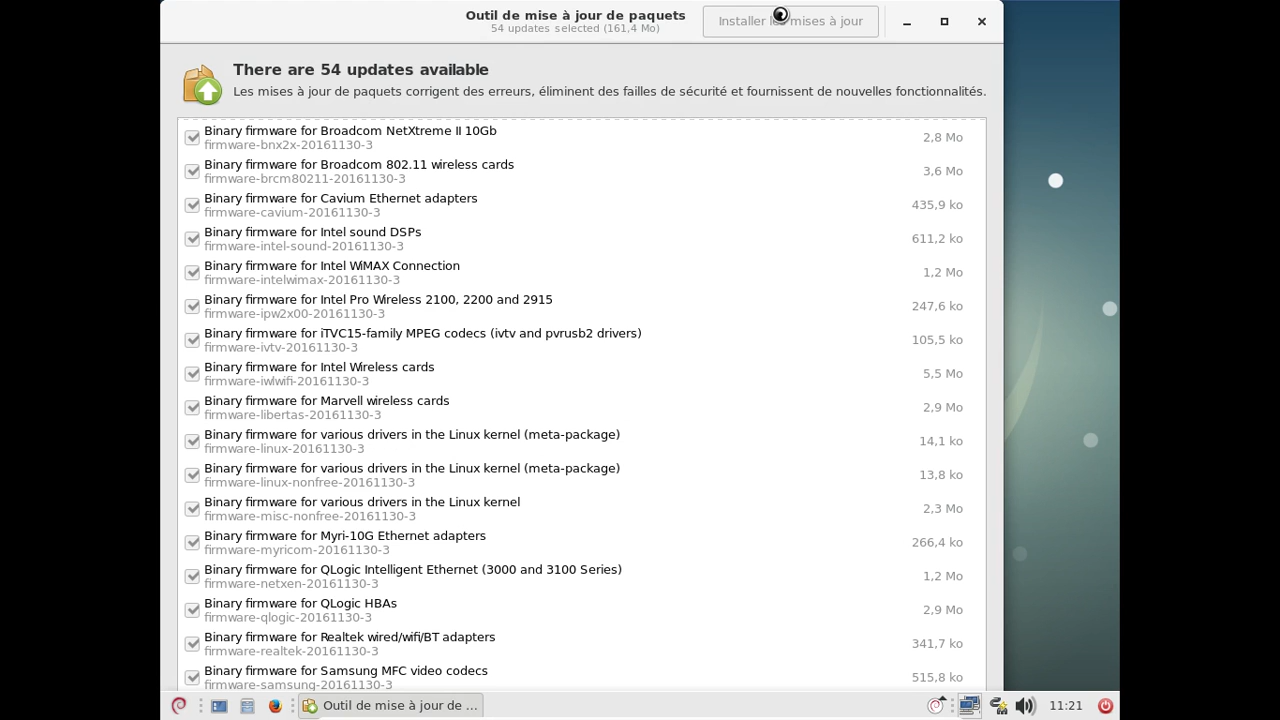 Outil de mise à jour de paquets
54 updates selected (161,4 Mo)
Installer les mises à jour
There are 54 updates available
Les mises à jour de paquets corrigent des erreurs, éliminent des failles de sécurité et fournissent de nouvelles fonctionnalités.
Binary firmware for Broadcom NetXtreme II 10Gb
firmware-bnx2x-20161130-3
2,8 Mo
Binary firmware for Broadcom 802.11 wireless cards
firmware-brcm80211-20161130-3
3,6 Mo
Binary firmware for Cavium Ethernet adapters
firmware-cavium-20161130-3
435,9 ko
Binary firmware for Intel sound DSPs
firmware-intel-sound-20161130-3
611,2 ko
Binary firmware for Intel WiMAX Connection
firmware-intelwimax-20161130-3
1,2 Mo
Binary firmware for Intel Pro Wireless 2100, 2200 and 2915
firmware-ipw2x00-20161130-3
247,6 ko
Binary firmware for iTVC15-family MPEG codecs (ivtv and pvrusb2 drivers)
firmware-ivtv-20161130-3
105,5 ko
Binary firmware for Intel Wireless cards
firmware-iwlwifi-20161130-3
5,5 Mo
Binary firmware for Marvell wireless cards
firmware-libertas-20161130-3
2,9 Mo
Binary firmware for various drivers in the Linux kernel (meta-package)
firmware-linux-20161130-3
14,1 ko
Binary firmware for various drivers in the Linux kernel (meta-package)
firmware-linux-nonfree-20161130-3
13,8 ko
Binary firmware for various drivers in the Linux kernel
firmware-misc-nonfree-20161130-3
2,3 Mo
Binary firmware for Myri-10G Ethernet adapters
firmware-myricom-20161130-3
266,4 ko
Binary firmware for QLogic Intelligent Ethernet (3000 and 3100 Series)
firmware-netxen-20161130-3
1,2 Mo
Binary firmware for QLogic HBAs
firmware-qlogic-20161130-3
2,9 Mo
Binary firmware for Realtek wired/wifi/BT adapters
firmware-realtek-20161130-3
341,7 ko
Binary firmware for Samsung MFC video codecs
firmware-samsung-20161130-3
515,8 ko
Outil de mise à jour de ...
11:21